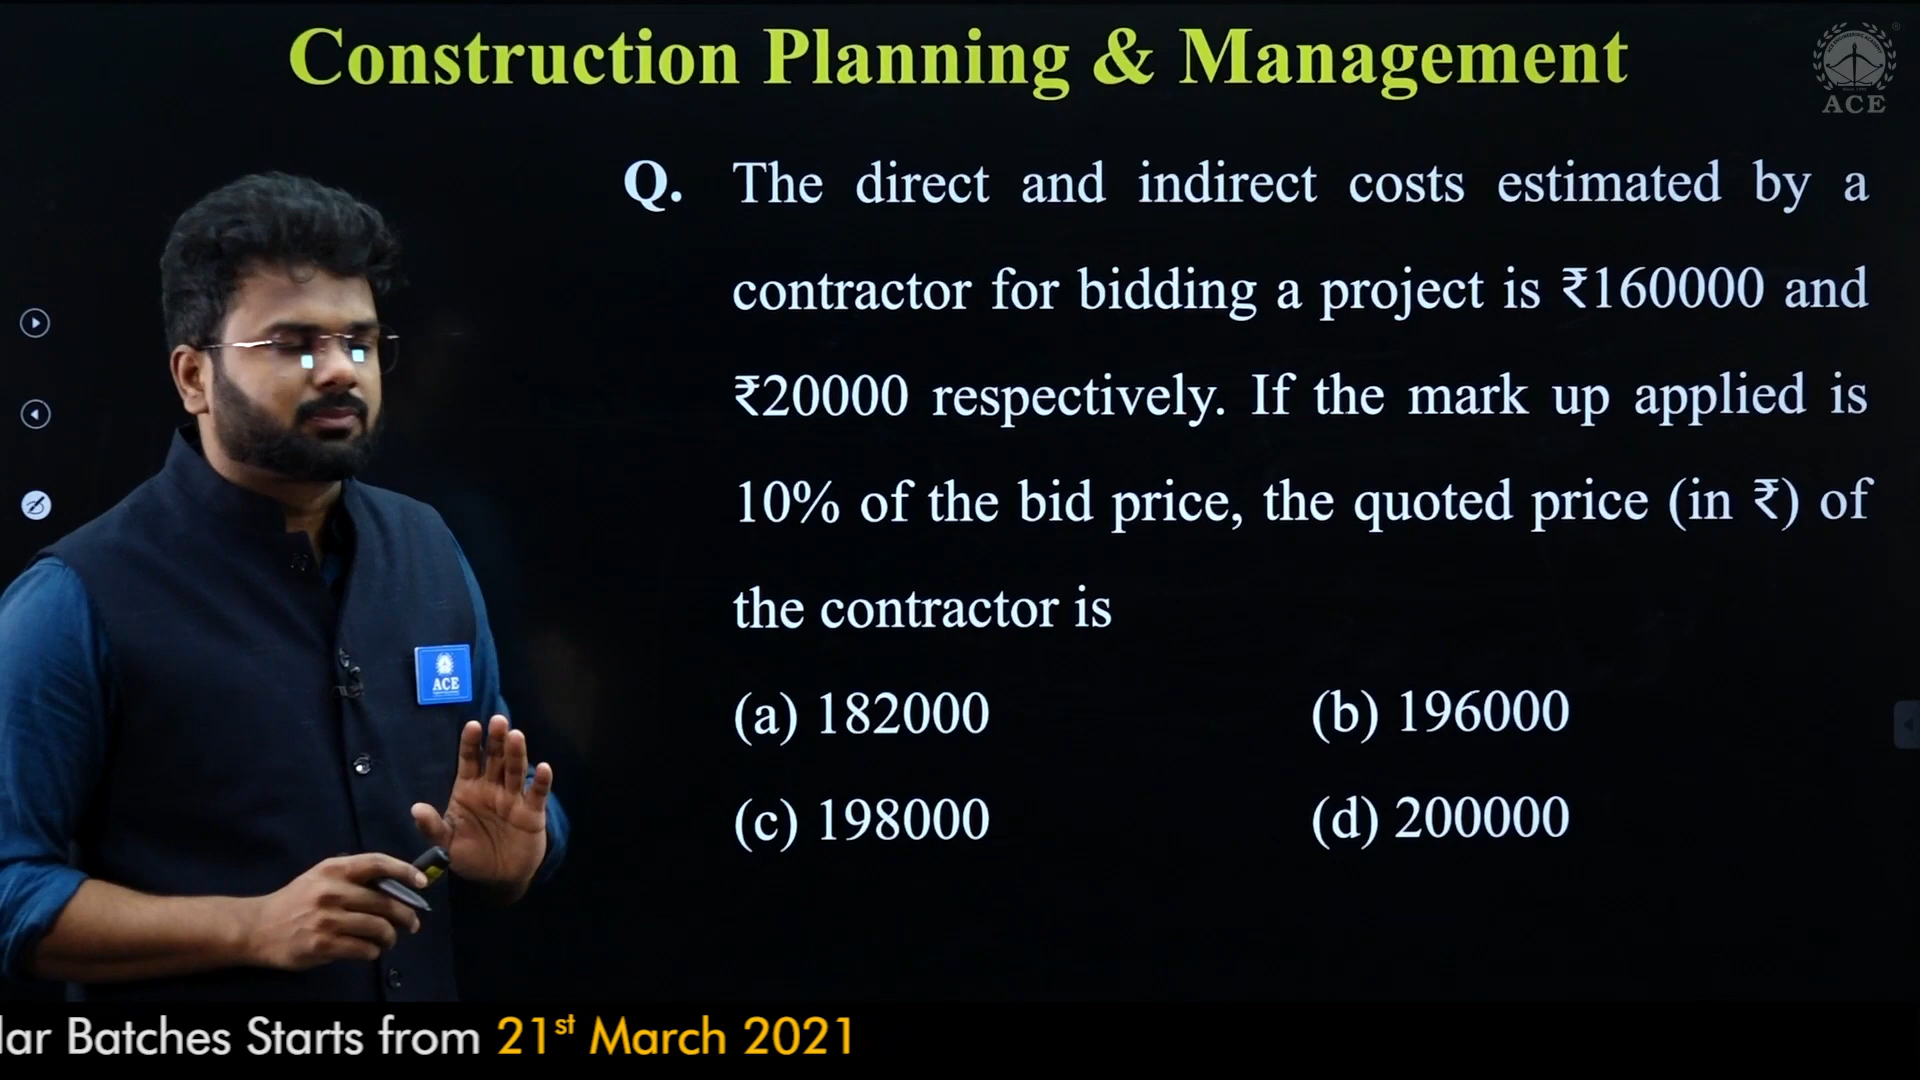 Construction Planning & Management
ACE
Q. The direct and indirect costs estimated by a
contractor for bidding a project is ₹160000 and
₹20000 respectively. If the mark up applied is
10% of the bid price, the quoted price (in ₹) of
the contractor is
(a) 182000 (b) 196000
(c) 198000 (d) 200000
ACE
lar Batches Starts from 21st March 2021